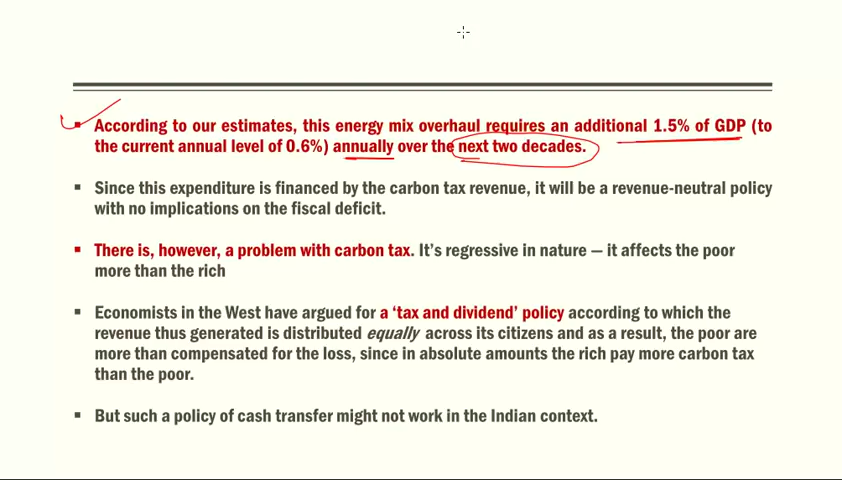 ▪ According to our estimates, this energy mix overhaul requires an additional 1.5% of GDP (to
the current annual level of 0.6%) annually over the next two decades.
▪ Since this expenditure is financed by the carbon tax revenue, it will be a revenue-neutral policy
with no implications on the fiscal deficit.
▪ There is, however, a problem with carbon tax. It’s regressive in nature — it affects the poor
more than the rich
▪ Economists in the West have argued for a ‘tax and dividend’ policy according to which the
revenue thus generated is distributed equally across its citizens and as a result, the poor are
more than compensated for the loss, since in absolute amounts the rich pay more carbon tax
than the poor.
▪ But such a policy of cash transfer might not work in the Indian context.